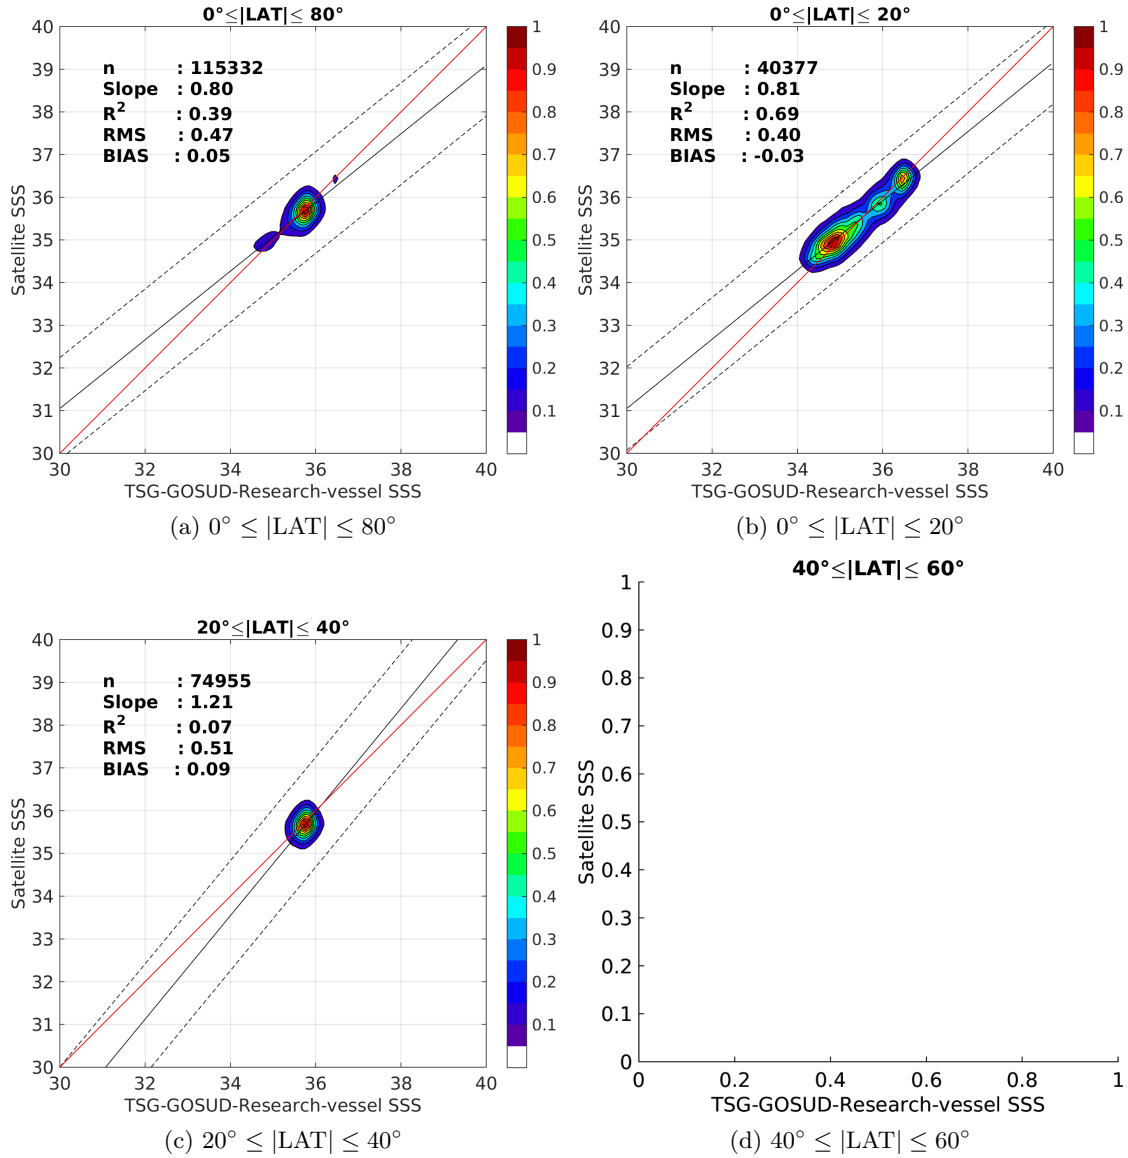 0°≤|LAT|≤ 80°
40
39
38
37
36
35
34
33
32
31
30
n : 115332
Slope : 0.80
R² : 0.39
RMS : 0.47
BIAS : 0.05
Satellite SSS
30 32 34 36 38 40
TSG-GOSUD-Research-vessel SSS
1
0.9
0.8
0.7
0.6
0.5
0.4
0.3
0.2
0.1
(a) 0° ≤ |LAT| ≤ 80°
0°≤|LAT|≤ 20°
40
39
38
37
36
35
34
33
32
31
30
n : 40377
Slope : 0.81
R² : 0.69
RMS : 0.40
BIAS : -0.03
Satellite SSS
30 32 34 36 38 40
TSG-GOSUD-Research-vessel SSS
1
0.9
0.8
0.7
0.6
0.5
0.4
0.3
0.2
0.1
(b) 0° ≤ |LAT| ≤ 20°
20°≤|LAT|≤ 40°
40
39
38
37
36
35
34
33
32
31
30
n : 74955
Slope : 1.21
R² : 0.07
RMS : 0.51
BIAS : 0.09
Satellite SSS
30 32 34 36 38 40
TSG-GOSUD-Research-vessel SSS
1
0.9
0.8
0.7
0.6
0.5
0.4
0.3
0.2
0.1
(c) 20° ≤ |LAT| ≤ 40°
40°≤|LAT|≤ 60°
1
0.9
0.8
0.7
0.6
0.5
0.4
0.3
0.2
0.1
0
Satellite SSS
0 0.2 0.4 0.6 0.8 1
TSG-GOSUD-Research-vessel SSS
(d) 40° ≤ |LAT| ≤ 60°